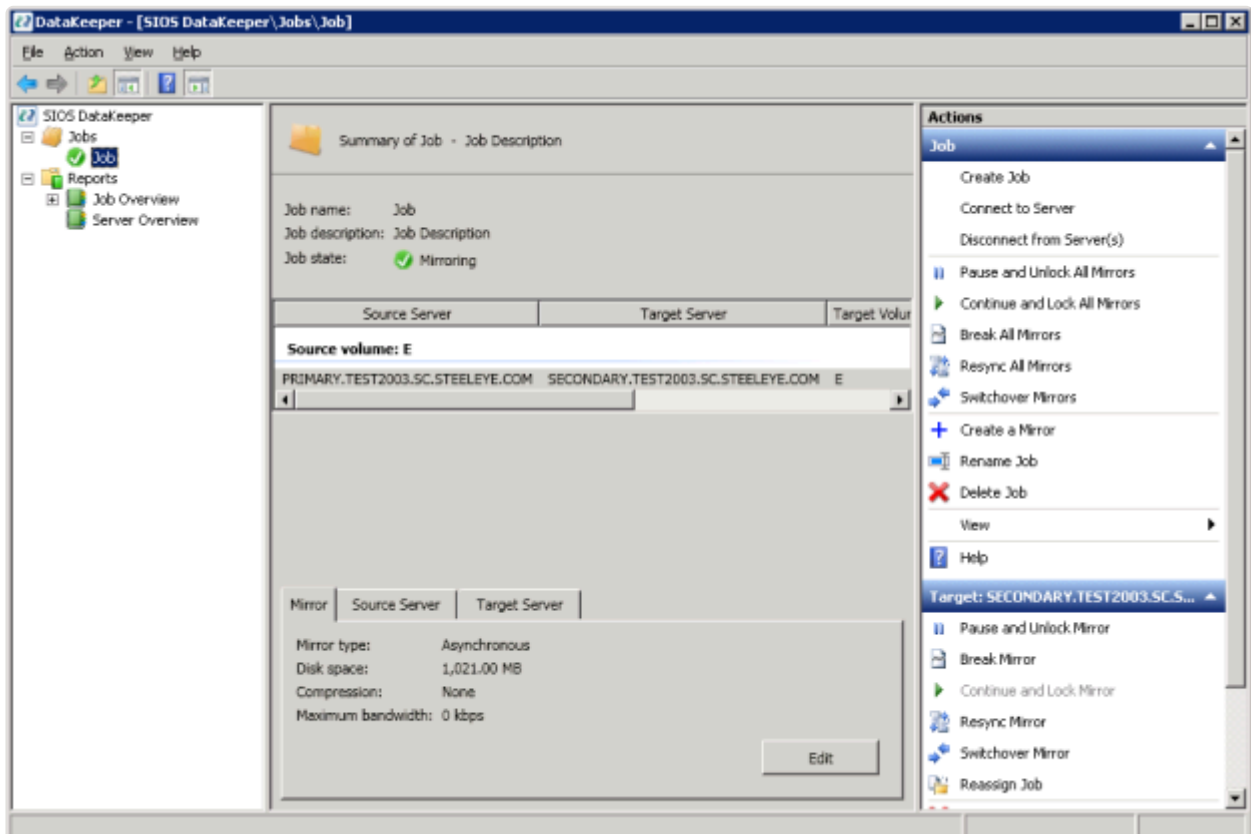 DataKeeper - [SIOS DataKeeper\Jobs\Job]
File Action View Help
SIOS DataKeeper
Jobs
Job
Reports
Job Overview
Server Overview
Summary of Job - Job Description
Job name: Job
Job description: Job Description
Job state: Mirroring
Source Server Target Server Target Volur
Source volume: E
PRIMARY.TEST2003.SC.STEELEYE.COM SECONDARY.TEST2003.SC.STEELEYE.COM E
Mirror Source Server Target Server
Mirror type: Asynchronous
Disk space: 1,021.00 MB
Compression: None
Maximum bandwidth: 0 kbps
Edit
Actions
Job
Create Job
Connect to Server
Disconnect from Server(s)
Pause and Unlock All Mirrors
Continue and Lock All Mirrors
Break All Mirrors
Resync All Mirrors
Switchover Mirrors
Create a Mirror
Rename Job
Delete Job
View
Help
Target: SECONDARY.TEST2003.SC.S...
Pause and Unlock Mirror
Break Mirror
Continue and Lock Mirror
Resync Mirror
Switchover Mirror
Reassign Job